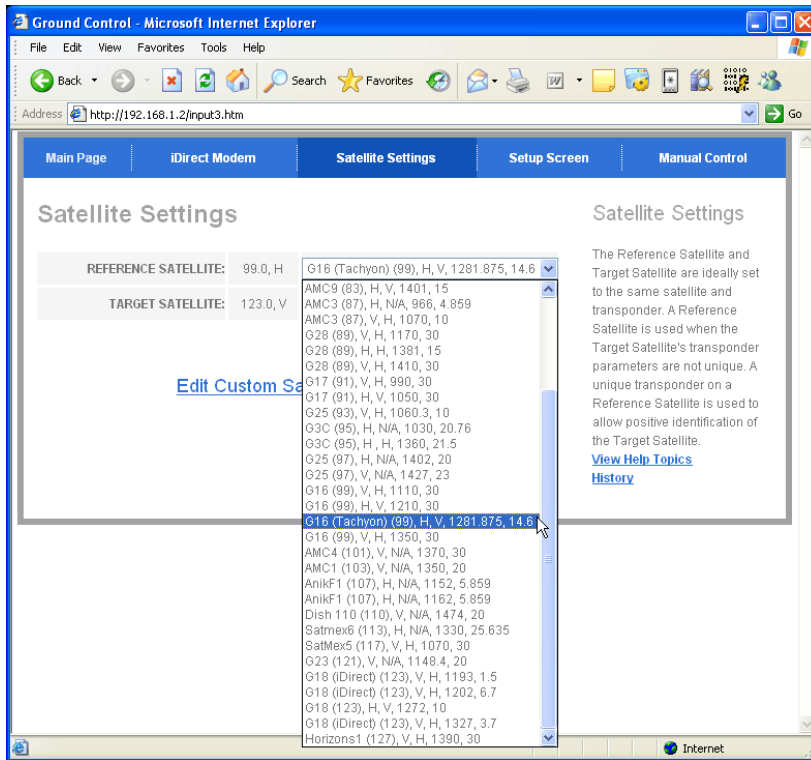 Ground Control - Microsoft Internet Explorer
File Edit View Favorites Tools Help
Back Search Favorites
Address http://192.168.1.2/input3.htm Go
Main Page iDirect Modem Satellite Settings Setup Screen Manual Control
Satellite Settings
REFERENCE SATELLITE: 99.0, H G16 (Tachyon) (99), H, V, 1281.875, 14.6
TARGET SATELLITE: 123.0, V
Edit Custom Sa
AMC9 (83), H, V, 1401, 15
AMC3 (87), H, N/A, 966, 4.859
AMC3 (87), V, H, 1070, 10
G28 (89), V, H, 1170, 30
G28 (89), H, H, 1381, 15
G28 (89), V, H, 1410, 30
G17 (91), V, H, 990, 30
G17 (91), H, V, 1050, 30
G25 (93), V, H, 1060.3, 10
G3C (95), H, N/A, 1030, 20.76
G3C (95), H , H, 1360, 21.5
G25 (97), H, N/A, 1402, 20
G25 (97), V, N/A, 1427, 23
G16 (99), V, H, 1110, 30
G16 (99), H, V, 1210, 30
G16 (Tachyon) (99), H, V, 1281.875, 14.6
G16 (99), V, H, 1350, 30
AMC4 (101), V, N/A, 1370, 30
AMC1 (103), V, N/A, 1350, 20
AnikF1 (107), H, N/A, 1152, 5.859
AnikF1 (107), H, N/A, 1162, 5.859
Dish 110 (110), V, N/A, 1474, 20
Satmex6 (113), H, N/A, 1330, 25.635
SatMex5 (117), V, H, 1070, 30
G23 (121), V, N/A, 1148.4, 20
G18 (iDirect) (123), V, H, 1193, 1.5
G18 (iDirect) (123), V, H, 1202, 6.7
G18 (123), H, V, 1272, 10
G18 (iDirect) (123), V, H, 1327, 3.7
Horizons1 (127), V, H, 1390, 30
Satellite Settings
The Reference Satellite and
Target Satellite are ideally set
to the same satellite and
transponder. A Reference
Satellite is used when the
Target Satellite's transponder
parameters are not unique. A
unique transponder on a
Reference Satellite is used to
allow positive identification of
the Target Satellite.
View Help Topics
History
Internet